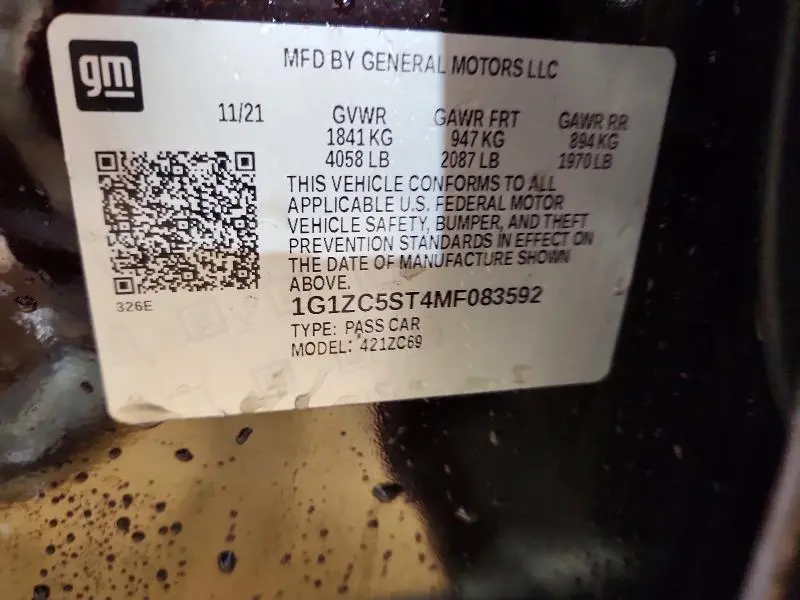 gm
MFD BY GENERAL MOTORS LLC
11/21 GVWR GAWR FRT GAWR RR
1841 KG 947 KG 894 KG
4058 LB 2087 LB 1970 LB
THIS VEHICLE CONFORMS TO ALL
APPLICABLE U.S. FEDERAL MOTOR
VEHICLE SAFETY, BUMPER, AND THEFT
PREVENTION STANDARDS IN EFFECT ON
THE DATE OF MANUFACTURE SHOWN
ABOVE.
326E
1G1ZC5ST4MF083592
TYPE: PASS CAR
MODEL: 421ZC69